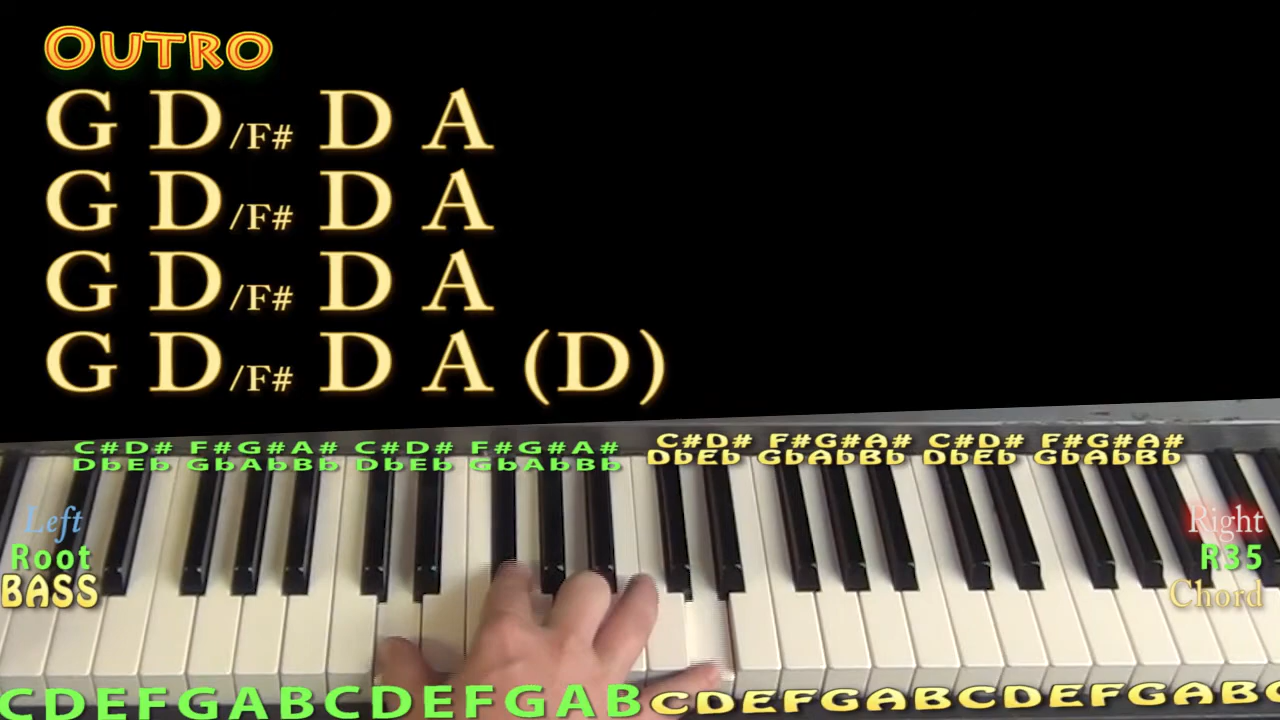 OUTRO
G D/F# D A
G D/F# D A
G D/F# D A
G D/F# D A (D)
C#D# F#G#A# C#D# F#G#A# C#D# F#G#A# C#D# F#G#A#
DbEb GbAbBb DbEb GbAbBb DbEb GbAbBb DbEb GbAbBb
Left
Root
BASS
Right
R35
Chord
CDEFGABCDEFGAB CDEFGABCDEFGABC